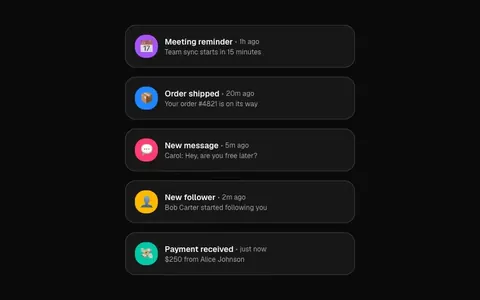 Meeting reminder · 1h ago
Team sync starts in 15 minutes
Order shipped · 20m ago
Your order #4821 is on its way
New message · 5m ago
Carol: Hey, are you free later?
New follower · 2m ago
Bob Carter started following you
Payment received · just now
$250 from Alice Johnson